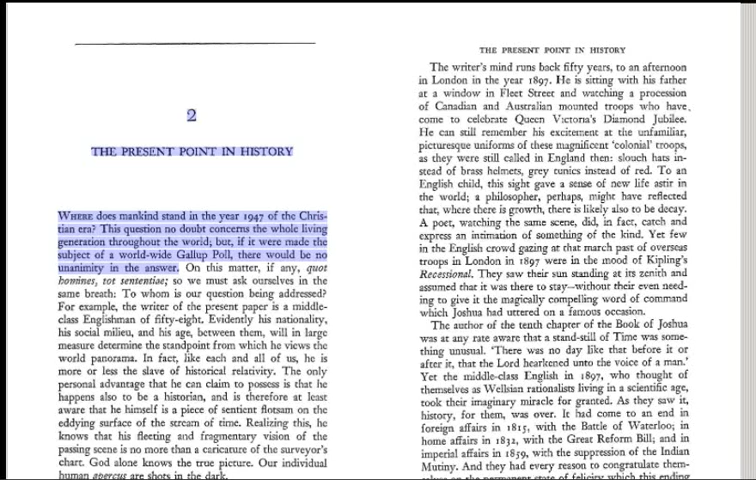 2
THE PRESENT POINT IN HISTORY
WHERE does mankind stand in the year 1947 of the Chris-
tian era? This question no doubt concerns the whole living
generation throughout the world; but, if it were made the
subject of a world-wide Gallup Poll, there would be no
unanimity in the answer. On this matter, if any, quot
homines, tot sententiae; so we must ask ourselves in the
same breath: To whom is our question being addressed?
For example, the writer of the present paper is a middle-
class Englishman of fifty-eight. Evidently his nationality,
his social milieu, and his age, between them, will in large
measure determine the standpoint from which he views the
world panorama. In fact, like each and all of us, he is
more or less the slave of historical relativity. The only
personal advantage that he can claim to possess is that he
happens also to be a historian, and is therefore at least
aware that he himself is a piece of sentient flotsam on the
eddying surface of the stream of time. Realizing this, he
knows that his fleeting and fragmentary vision of the
passing scene is no more than a caricature of the surveyor's
chart. God alone knows the true picture. Our individual
human aperçus are shots in the dark.
THE PRESENT POINT IN HISTORY
The writer's mind runs back fifty years, to an afternoon
in London in the year 1897. He is sitting with his father
at a window in Fleet Street and watching a procession
of Canadian and Australian mounted troops who have
come to celebrate Queen Victoria's Diamond Jubilee.
He can still remember his excitement at the unfamiliar,
picturesque uniforms of these magnificent 'colonial' troops,
as they were still called in England then: slouch hats in-
stead of brass helmets, grey tunics instead of red. To an
English child, this sight gave a sense of new life astir in
the world; a philosopher, perhaps, might have reflected
that, where there is growth, there is likely also to be decay.
A poet, watching the same scene, did, in fact, catch and
express an intimation of something of the kind. Yet few
in the English crowd gazing at that march past of overseas
troops in London in 1897 were in the mood of Kipling's
Recessional. They saw their sun standing at its zenith and
assumed that it was there to stay—without their even need-
ing to give it the magically compelling word of command
which Joshua had uttered on a famous occasion.
The author of the tenth chapter of the Book of Joshua
was at any rate aware that a stand-still of Time was some-
thing unusual. 'There was no day like that before it or
after it, that the Lord hearkened unto the voice of a man.'
Yet the middle-class English in 1897, who thought of
themselves as Wellsian rationalists living in a scientific age,
took their imaginary miracle for granted. As they saw it,
history, for them, was over. It had come to an end in
foreign affairs in 1815, with the Battle of Waterloo; in
home affairs in 1832, with the Great Reform Bill; and in
imperial affairs in 1859, with the suppression of the Indian
Mutiny. And they had every reason to congratulate them-
selves on the permanent state of felicity which this ending